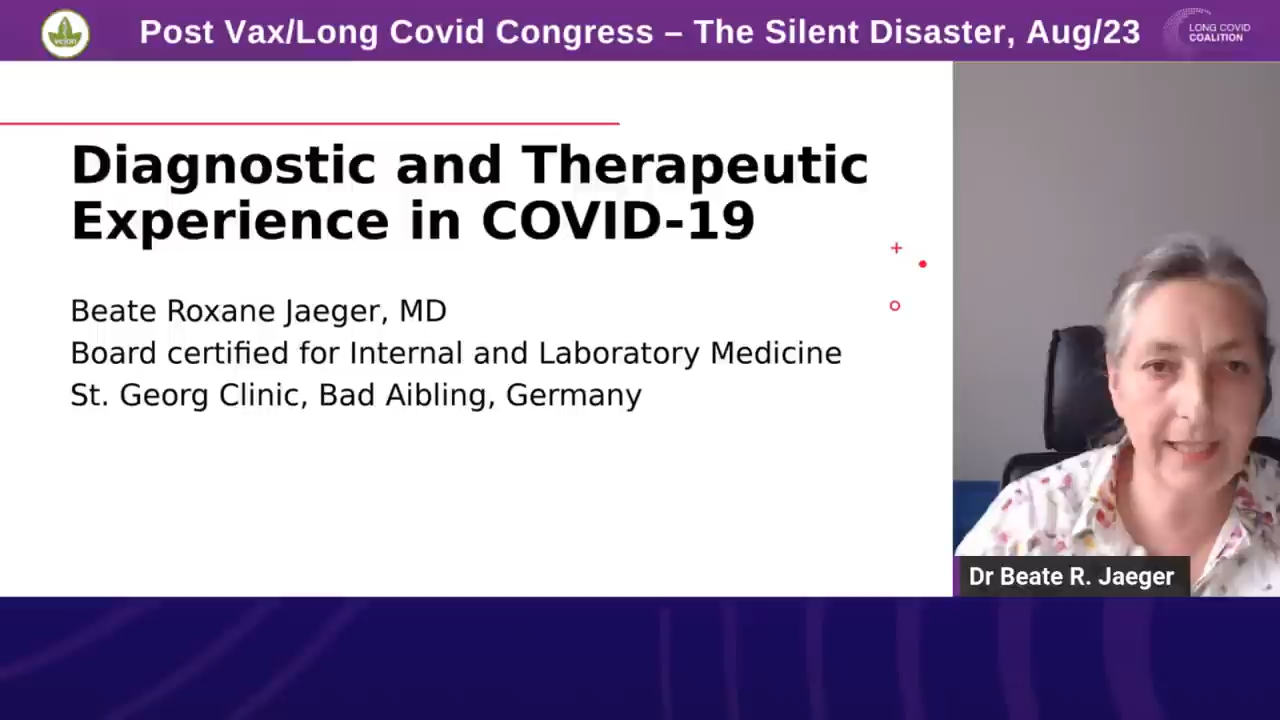 Post Vax/Long Covid Congress – The Silent Disaster, Aug/23
LONG COVID
COALITION
Diagnostic and Therapeutic
Experience in COVID-19
Beate Roxane Jaeger, MD
Board certified for Internal and Laboratory Medicine
St. Georg Clinic, Bad Aibling, Germany
Dr Beate R. Jaeger